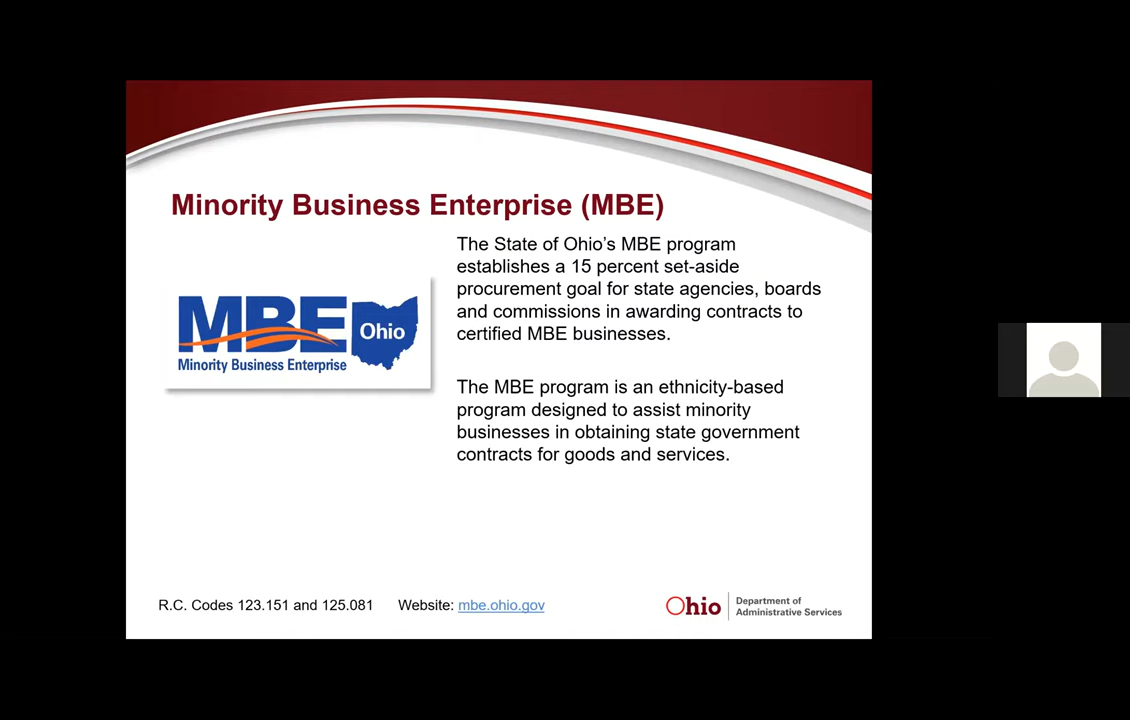 Minority Business Enterprise (MBE)
The State of Ohio’s MBE program
establishes a 15 percent set-aside
procurement goal for state agencies, boards
and commissions in awarding contracts to
certified MBE businesses.
MBE
Ohio
Minority Business Enterprise
The MBE program is an ethnicity-based
program designed to assist minority
businesses in obtaining state government
contracts for goods and services.
R.C. Codes 123.151 and 125.081 Website: mbe.ohio.gov
Ohio
Department of
Administrative Services